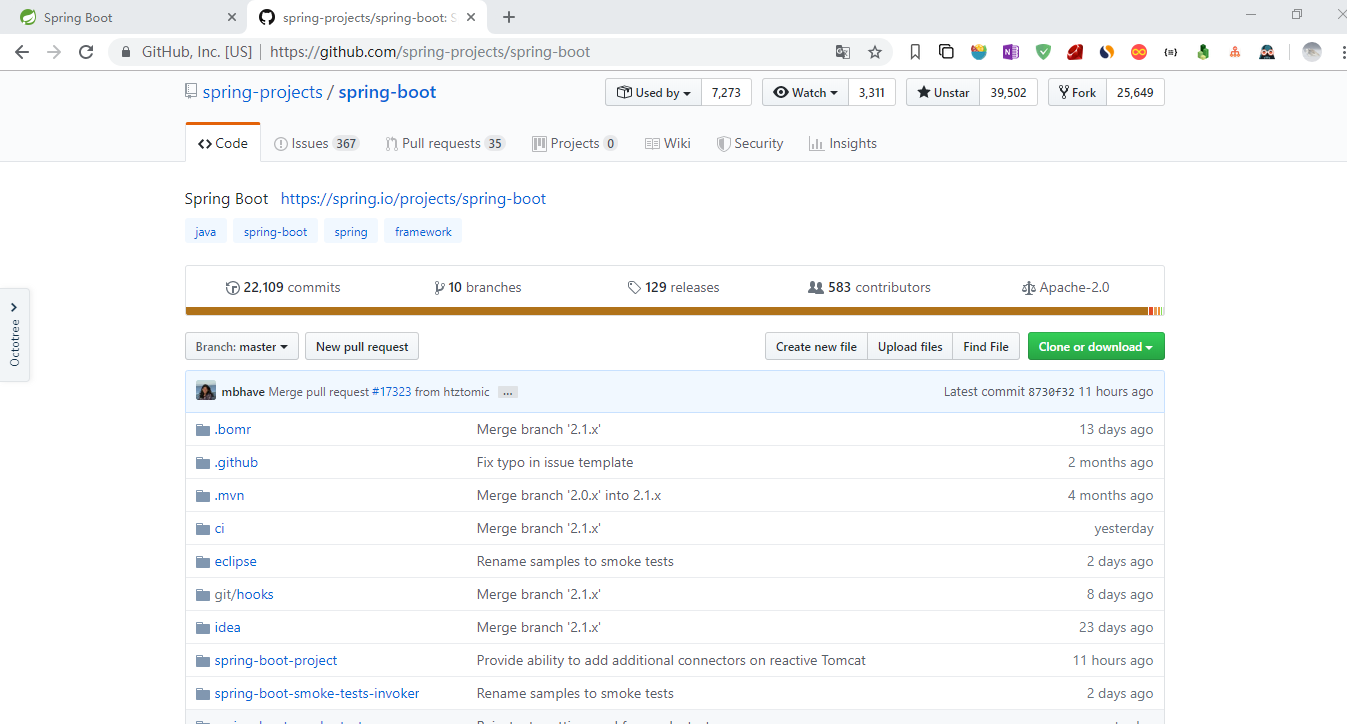 Spring Boot
spring-projects/spring-boot: S
GitHub, Inc. [US] | https://github.com/spring-projects/spring-boot
spring-projects / spring-boot
Used by 7,273 Watch 3,311 Unstar 39,502 Fork 25,649
Code Issues 367 Pull requests 35 Projects 0 Wiki Security Insights
Spring Boot https://spring.io/projects/spring-boot
java spring-boot spring framework
22,109 commits 10 branches 129 releases 583 contributors Apache-2.0
Octotree
Branch: master New pull request Create new file Upload files Find File Clone or download
mbhave Merge pull request #17323 from htztomic ... Latest commit 8730f32 11 hours ago
.bomr Merge branch '2.1.x' 13 days ago
.github Fix typo in issue template 2 months ago
.mvn Merge branch '2.0.x' into 2.1.x 4 months ago
ci Merge branch '2.1.x' yesterday
eclipse Rename samples to smoke tests 2 days ago
git/hooks Merge branch '2.1.x' 8 days ago
idea Merge branch '2.1.x' 23 days ago
spring-boot-project Provide ability to add additional connectors on reactive Tomcat 11 hours ago
spring-boot-smoke-tests-invoker Rename samples to smoke tests 2 days ago